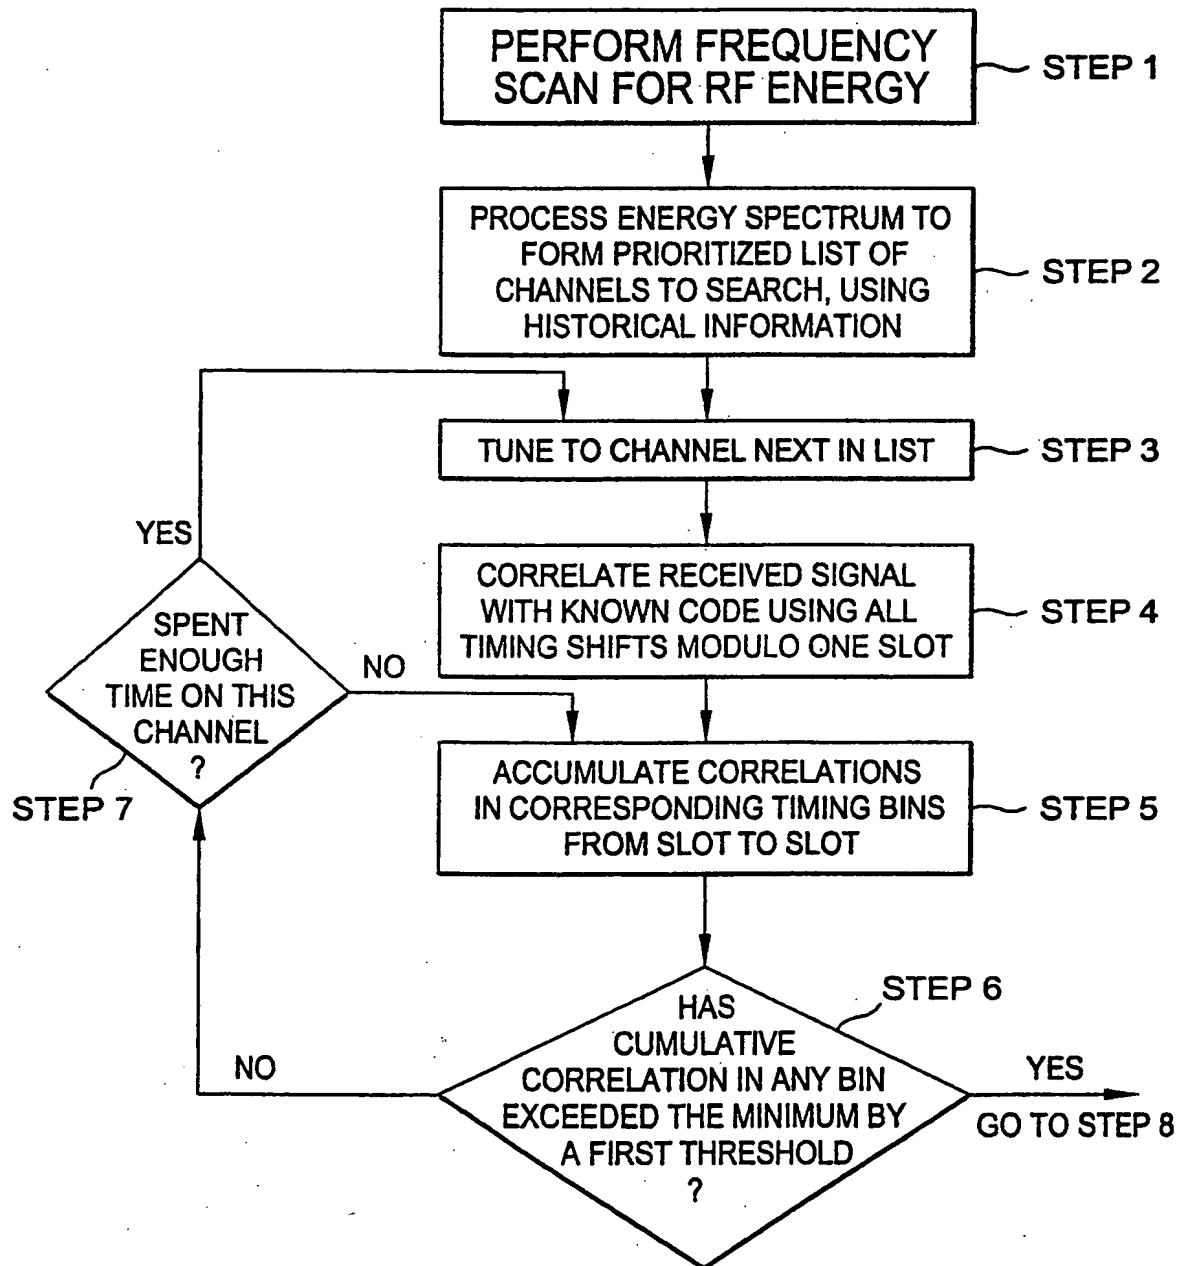 PERFORM FREQUENCY
SCAN FOR RF ENERGY
STEP 1
PROCESS ENERGY SPECTRUM TO
FORM PRIORITIZED LIST OF
CHANNELS TO SEARCH, USING
HISTORICAL INFORMATION
STEP 2
TUNE TO CHANNEL NEXT IN LIST
STEP 3
YES
CORRELATE RECEIVED SIGNAL
WITH KNOWN CODE USING ALL
TIMING SHIFTS MODULO ONE SLOT
STEP 4
SPENT
ENOUGH
TIME ON THIS
CHANNEL
?
NO
STEP 7
ACCUMULATE CORRELATIONS
IN CORRESPONDING TIMING BINS
FROM SLOT TO SLOT
STEP 5
STEP 6
HAS
CUMULATIVE
CORRELATION IN ANY BIN
EXCEEDED THE MINIMUM BY
A FIRST THRESHOLD
?
NO
YES
GO TO STEP 8